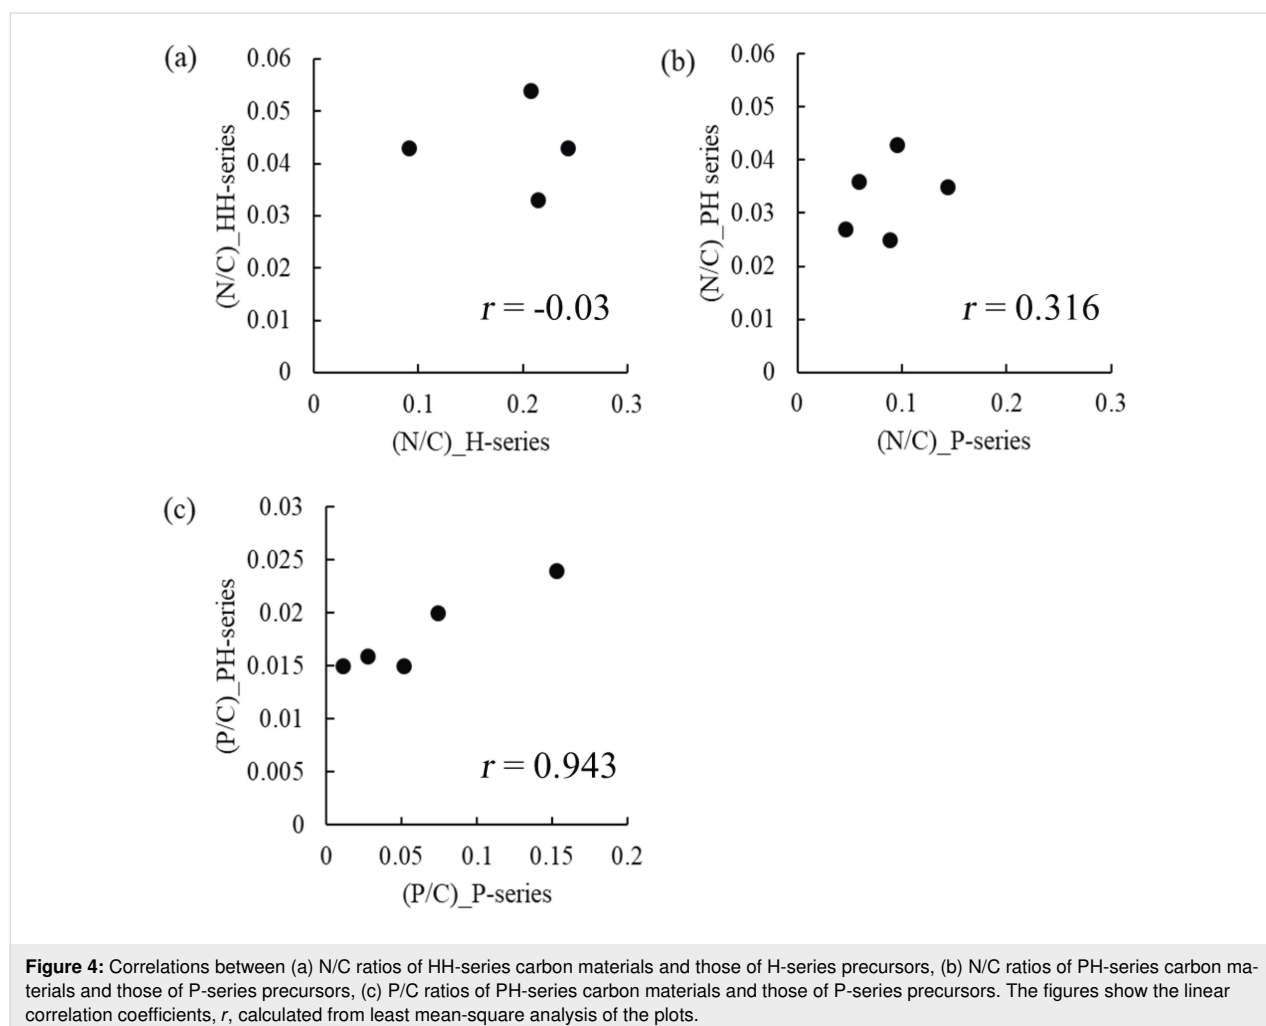 (a)
0.06
0.05
0.04
0.03
0.02
0.01
0
(N/C)_HH-series
r = -0.03
0
0.1
0.2
0.3
(N/C)_H-series
(b)
0.06
0.05
0.04
0.03
0.02
0.01
0
(N/C)_PH series
r = 0.316
0
0.1
0.2
0.3
(N/C)_P-series
(c)
0.03
0.025
0.02
0.015
0.01
0.005
0
(P/C)_PH-series
r = 0.943
0
0.05
0.1
0.15
0.2
(P/C)_P-series
Figure 4: Correlations between (a) N/C ratios of HH-series carbon materials and those of H-series precursors, (b) N/C ratios of PH-series carbon ma-
terials and those of P-series precursors, (c) P/C ratios of PH-series carbon materials and those of P-series precursors. The figures show the linear
correlation coefficients, r, calculated from least mean-square analysis of the plots.